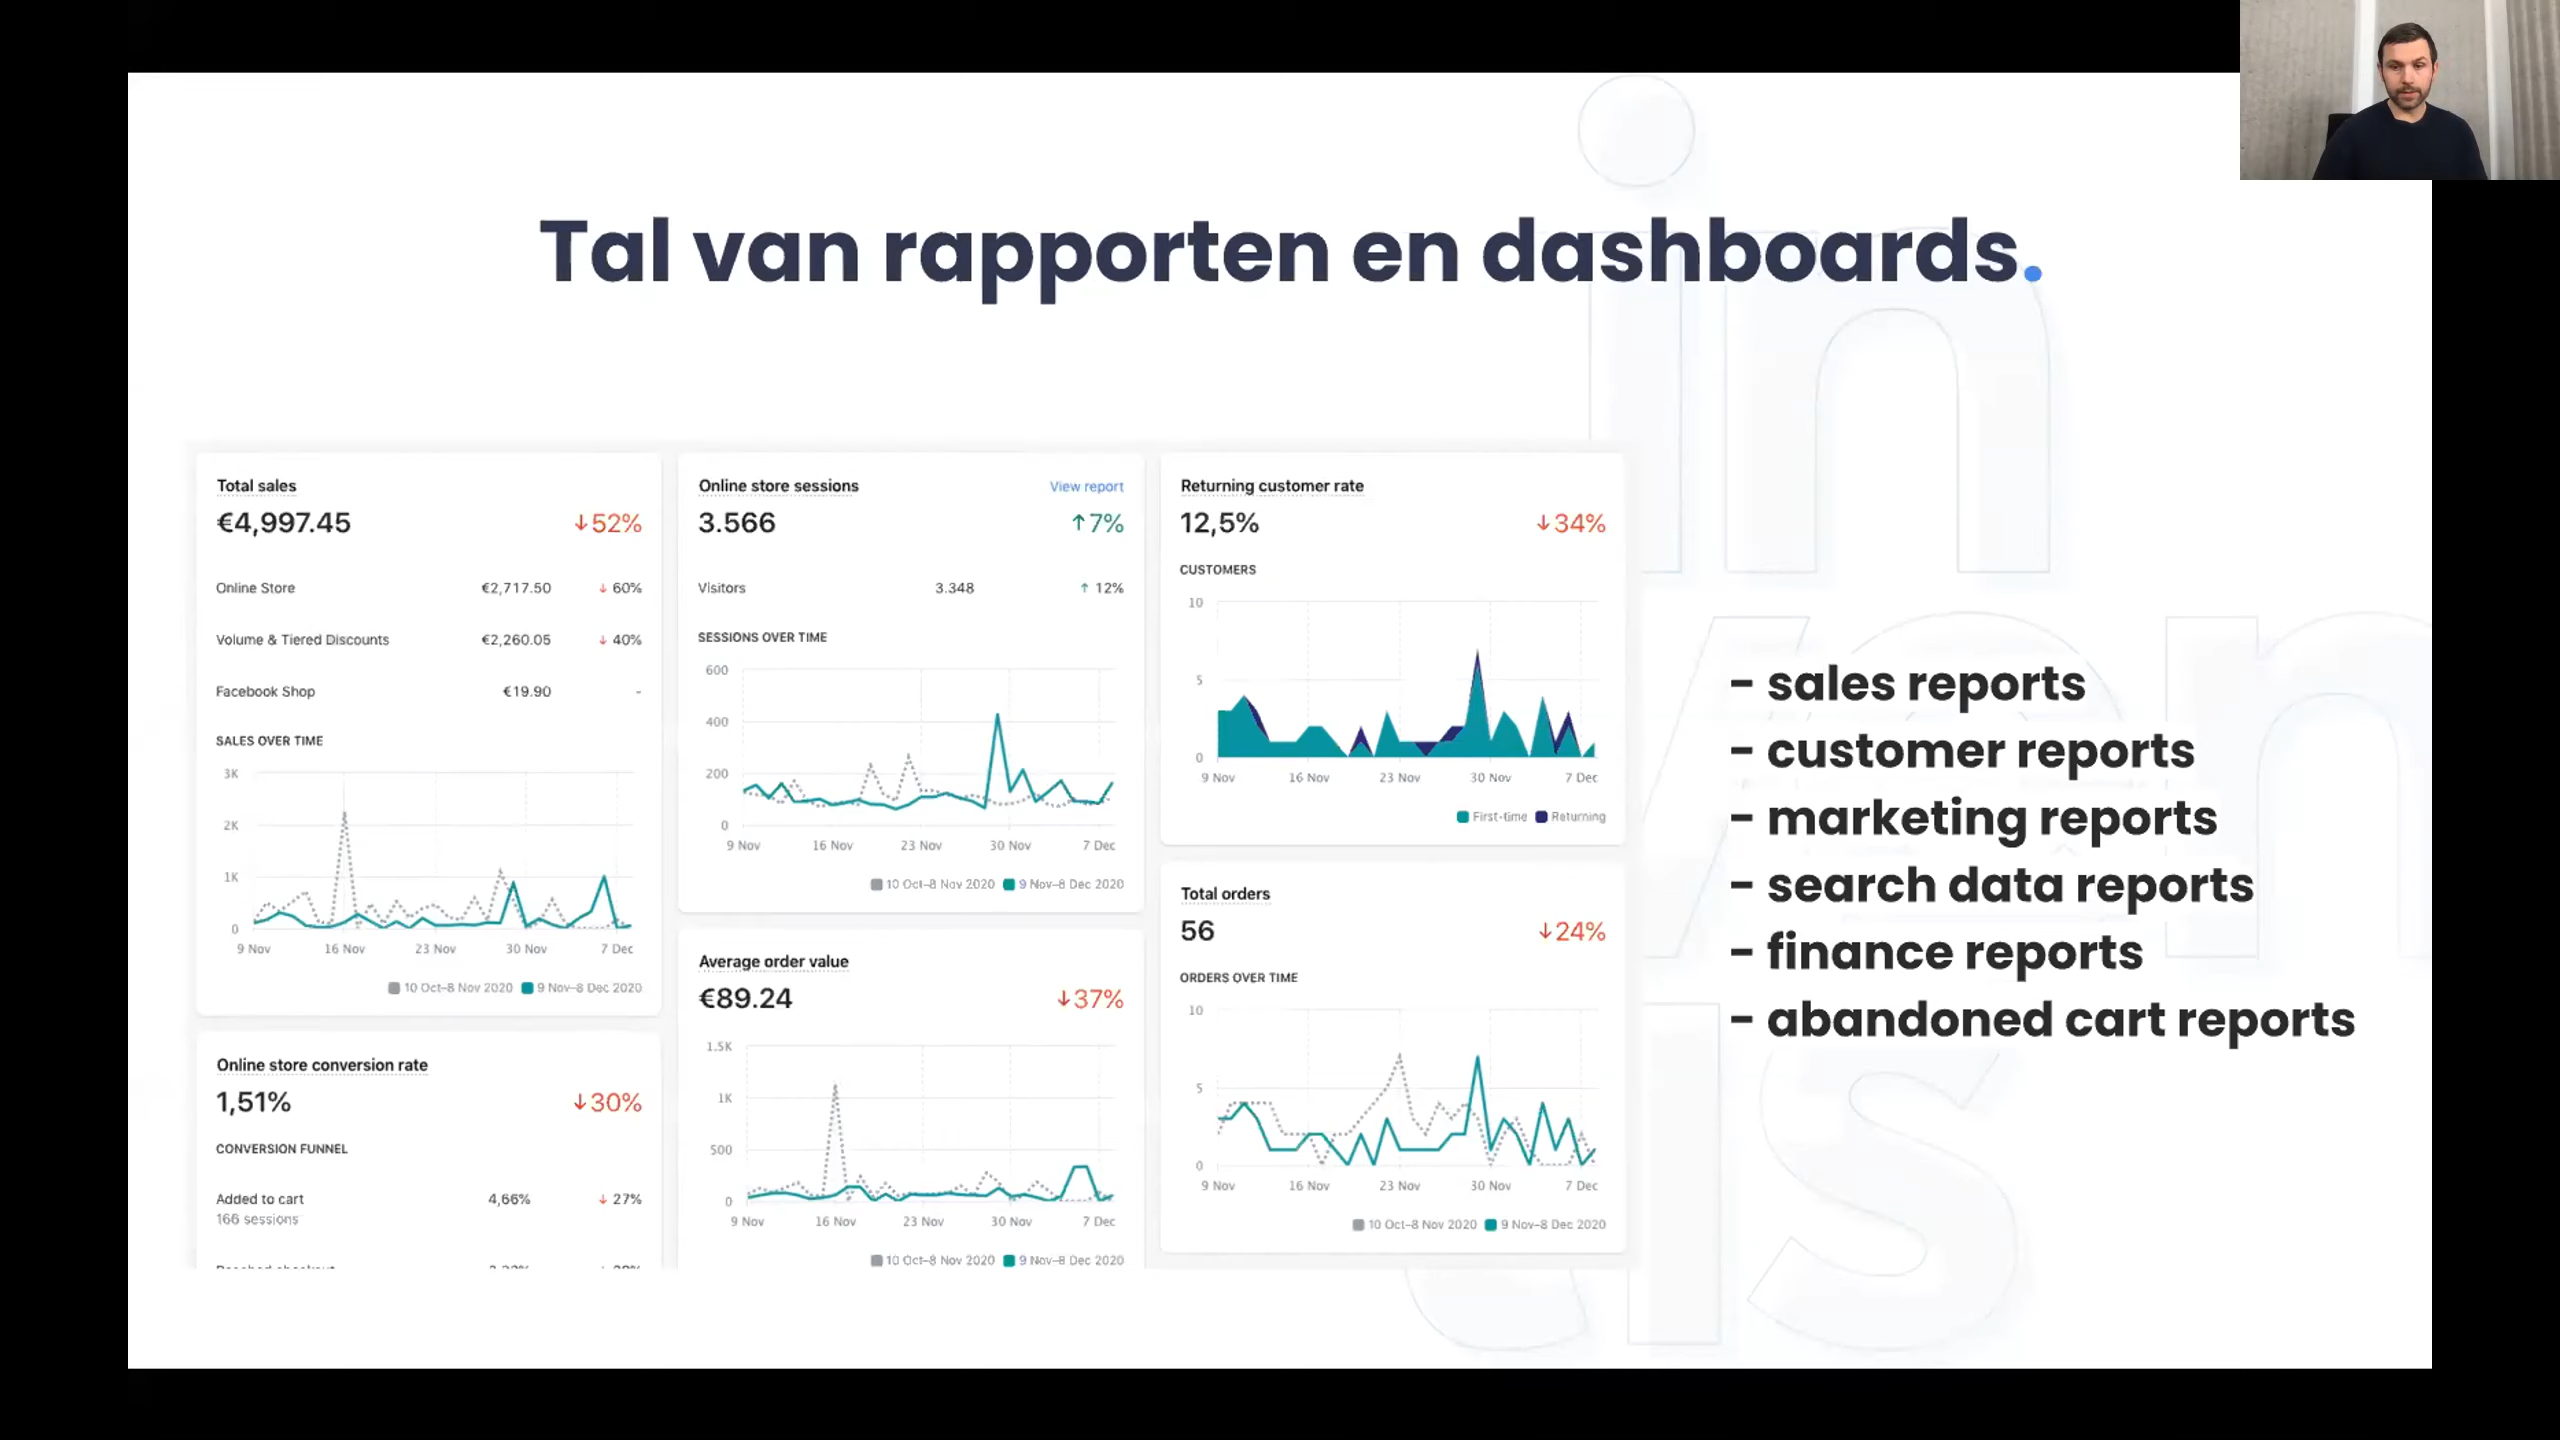 Tal van rapporten en dashboards.
Total sales
€4,997.45 ↓52%
Online Store €2,717.50 ↓ 60%
Volume & Tiered Discounts €2,260.05 ↓ 40%
Facebook Shop €19.90 -
SALES OVER TIME
3K
2K
1K
0
9 Nov 16 Nov 23 Nov 30 Nov 7 Dec
10 Oct–8 Nov 2020 9 Nov–8 Dec 2020
Online store conversion rate
1,51% ↓30%
CONVERSION FUNNEL
Added to cart 4,66% ↓ 27%
166 sessions
Online store sessions View report
3.566 ↑7%
Visitors 3.348 ↑ 12%
SESSIONS OVER TIME
600
400
200
0
9 Nov 16 Nov 23 Nov 30 Nov 7 Dec
10 Oct–8 Nov 2020 9 Nov–8 Dec 2020
Average order value
€89.24 ↓37%
1.5K
1K
500
0
9 Nov 16 Nov 23 Nov 30 Nov 7 Dec
10 Oct–8 Nov 2020 9 Nov–8 Dec 2020
Returning customer rate
12,5% ↓34%
CUSTOMERS
10
5
0
9 Nov 16 Nov 23 Nov 30 Nov 7 Dec
First-time Returning
Total orders
56 ↓24%
ORDERS OVER TIME
10
5
0
9 Nov 16 Nov 23 Nov 30 Nov 7 Dec
10 Oct–8 Nov 2020 9 Nov–8 Dec 2020
- sales reports
- customer reports
- marketing reports
- search data reports
- finance reports
- abandoned cart reports